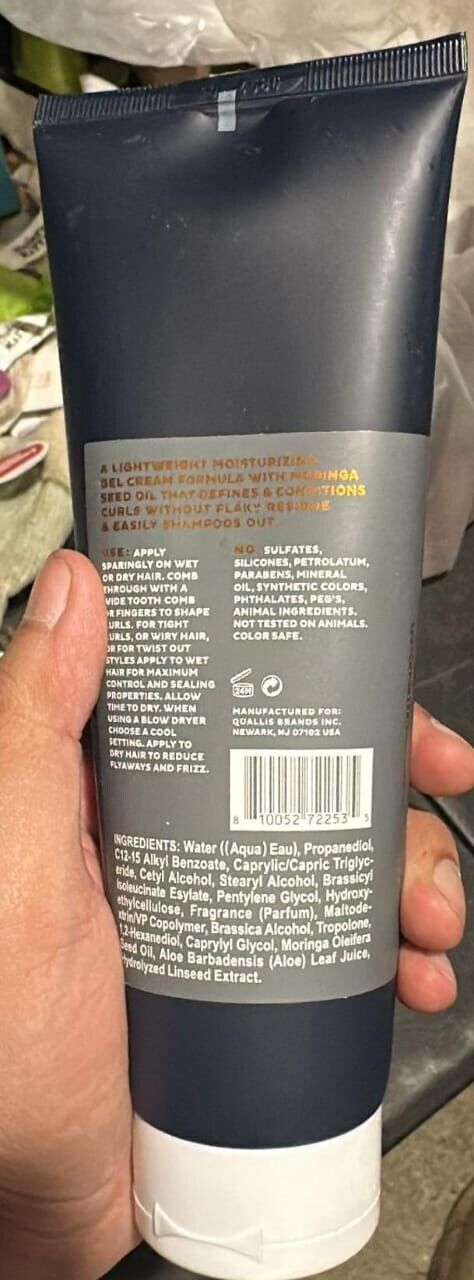 A LIGHTWEIGHT MOISTURIZING
GEL CREAM FORMULA WITH MORINGA
SEED OIL THAT DEFINES & CONDITIONS
CURLS WITHOUT FLAKY RESIDUE
& EASILY SHAMPOOS OUT.
USE: APPLY
SPARINGLY ON WET
OR DRY HAIR. COMB
THROUGH WITH A
WIDE TOOTH COMB
OR FINGERS TO SHAPE
CURLS. FOR TIGHT
CURLS, OR WIRY HAIR,
OR FOR TWIST OUT
STYLES APPLY TO WET
HAIR FOR MAXIMUM
CONTROL AND SEALING
PROPERTIES. ALLOW
TIME TO DRY. WHEN
USING A BLOW DRYER
CHOOSE A COOL
SETTING. APPLY TO
DRY HAIR TO REDUCE
FLYAWAYS AND FRIZZ.
NO SULFATES,
SILICONES, PETROLATUM,
PARABENS, MINERAL
OIL, SYNTHETIC COLORS,
PHTHALATES, PEG'S,
ANIMAL INGREDIENTS.
NOT TESTED ON ANIMALS.
COLOR SAFE.
24M
MANUFACTURED FOR:
QUALLIS BRANDS INC.
NEWARK, NJ 07102 USA
8 10052 72253 5
INGREDIENTS: Water ((Aqua) Eau), Propanediol,
C12-15 Alkyl Benzoate, Caprylic/Capric Triglyc-
eride, Cetyl Alcohol, Stearyl Alcohol, Brassicyl
Isoleucinate Esylate, Pentylene Glycol, Hydroxy-
ethylcellulose, Fragrance (Parfum), Maltode-
xtrin/VP Copolymer, Brassica Alcohol, Tropolone,
1,2-Hexanediol, Caprylyl Glycol, Moringa Oleifera
Seed Oil, Aloe Barbadensis (Aloe) Leaf Juice,
Hydrolyzed Linseed Extract.